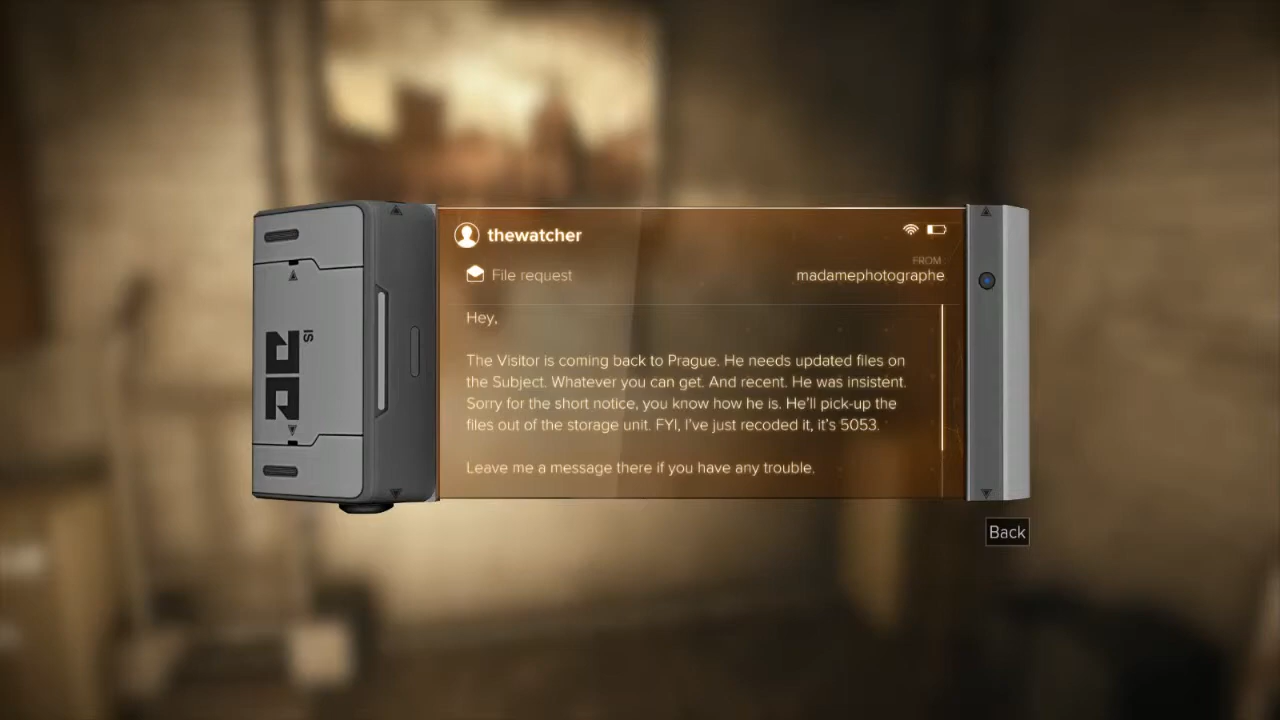 thewatcher
FROM
File request
madamephotographe
Hey,
The Visitor is coming back to Prague. He needs updated files on
the Subject. Whatever you can get. And recent. He was insistent.
Sorry for the short notice, you know how he is. He'll pick-up the
files out of the storage unit. FYI, I've just recoded it, it's 5053.
Leave me a message there if you have any trouble.
IS
Back